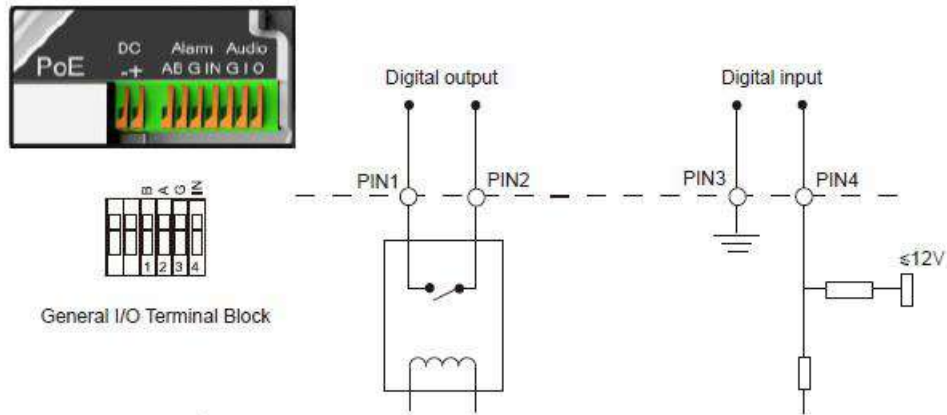 DC Alarm Audio
PoE - + AB G IN G I O
Digital output
Digital input
PIN1
PIN2
PIN3
PIN4
B A G IN
1 2 3 4
≤12V
General I/O Terminal Block